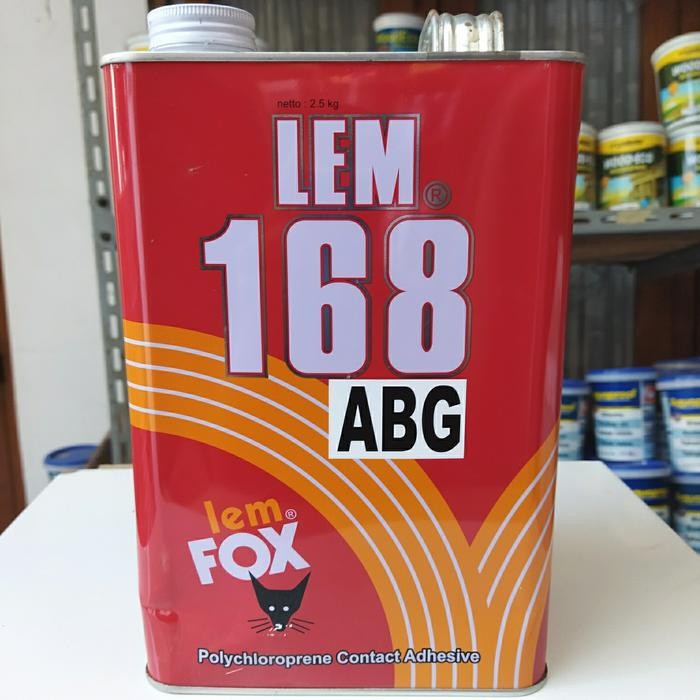 netto : 2.5 kg
LEM®
168
ABG
lem®
FOX
Polychloroprene Contact Adhesive